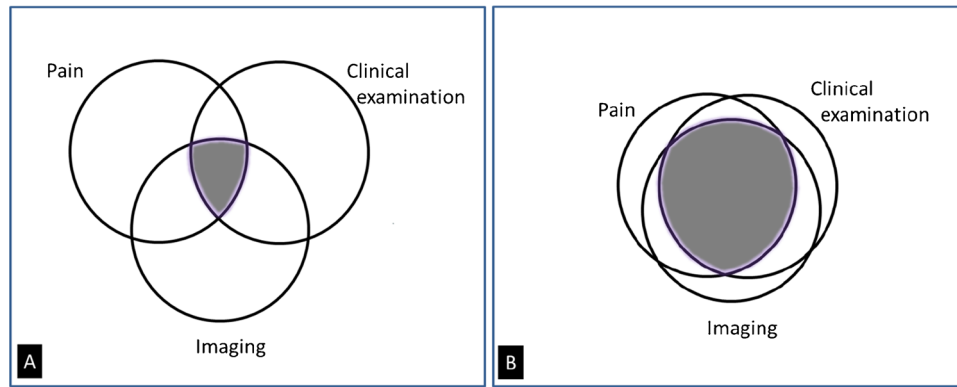 Pain
Clinical
examination
Imaging
A
Pain
Clinical
examination
Imaging
B